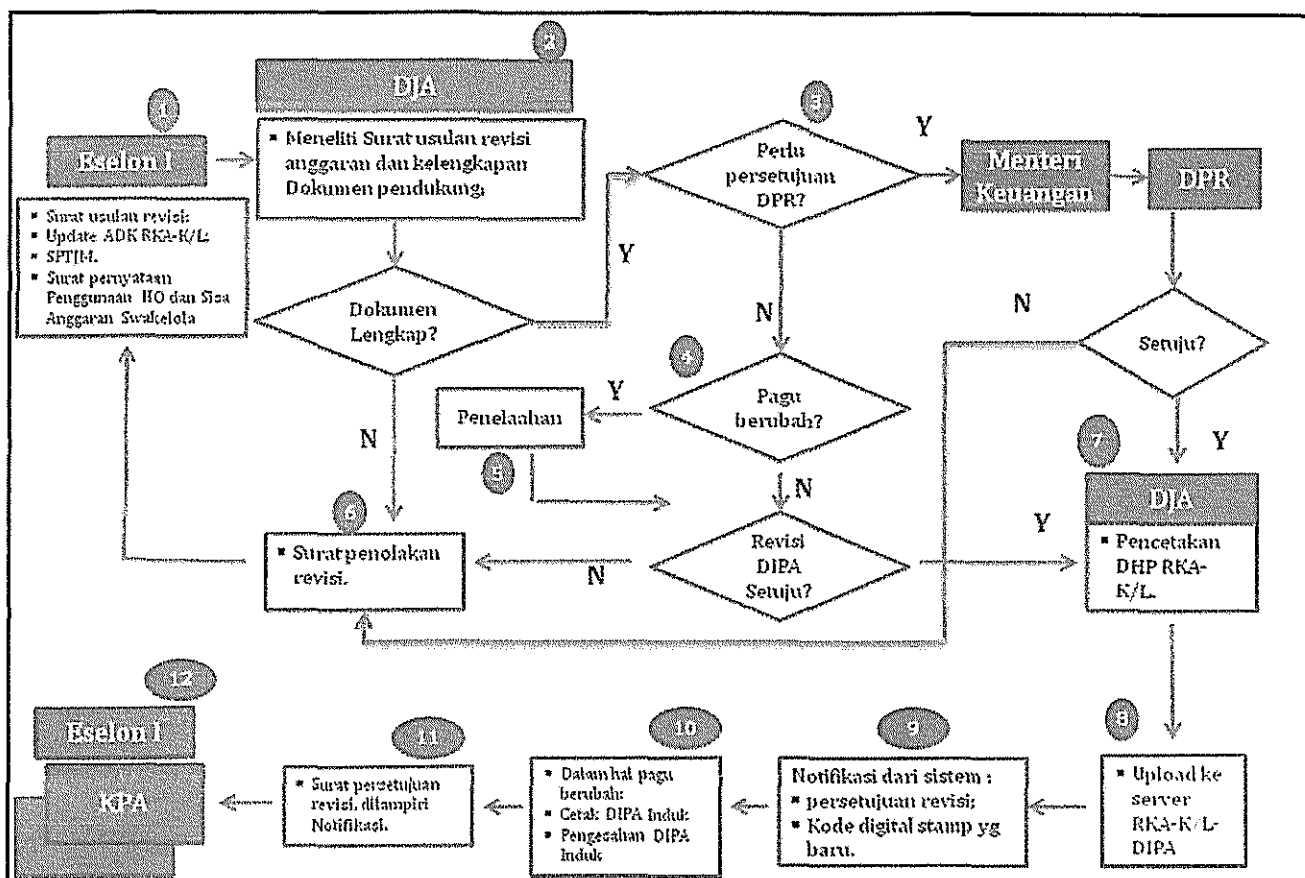 1
Eselon I
▪ Surat usulan revisi;
▪ Update ADK RKA-K/L;
▪ SPTJM.
▪ Surat pernyataan
Penggunaan HO dan Sisa
Anggaran Swakelola
2
DJA
▪ Meneliti Surat usulan revisi
anggaran dan kelengkapan
Dokumen pendukung;
Dokumen
Lengkap?
Y
N
3
Perlu
persetujuan
DPR?
Y
N
Menteri
Keuangan
DPR
Setuju?
N
Y
4
Pagu
berubah?
Y
N
Penelaahan
5
Revisi
DIPA
Setuju?
N
Y
6
▪ Surat penolakan
revisi.
7
DJA
▪ Pencetakan
DHP RKA-
K/L.
8
▪ Upload ke
server
RKA-K/L-
DIPA
9
Notifikasi dari sistem :
▪ persetujuan revisi;
▪ Kode digital stamp yg
baru.
10
▪ Dalam hal pagu
berubah:
• Cetak DIPA Induk
• Pengesahan DIPA
Induk
11
▪ Surat persetujuan
revisi, dilampiri
Notifikasi.
12
Eselon I
KPA